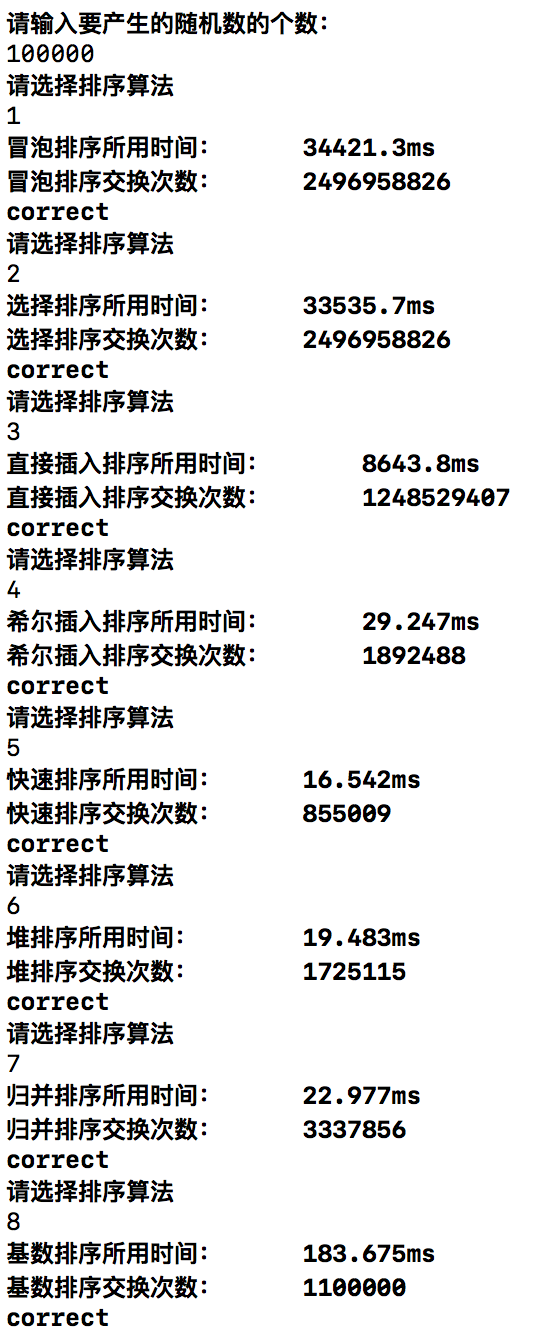 请输入要产生的随机数的个数：
100000
请选择排序算法
1
冒泡排序所用时间： 34421.3ms
冒泡排序交换次数： 2496958826
correct
请选择排序算法
2
选择排序所用时间： 33535.7ms
选择排序交换次数： 2496958826
correct
请选择排序算法
3
直接插入排序所用时间： 8643.8ms
直接插入排序交换次数： 1248529407
correct
请选择排序算法
4
希尔插入排序所用时间： 29.247ms
希尔插入排序交换次数： 1892488
correct
请选择排序算法
5
快速排序所用时间： 16.542ms
快速排序交换次数： 855009
correct
请选择排序算法
6
堆排序所用时间： 19.483ms
堆排序交换次数： 1725115
correct
请选择排序算法
7
归并排序所用时间： 22.977ms
归并排序交换次数： 3337856
correct
请选择排序算法
8
基数排序所用时间： 183.675ms
基数排序交换次数： 1100000
correct